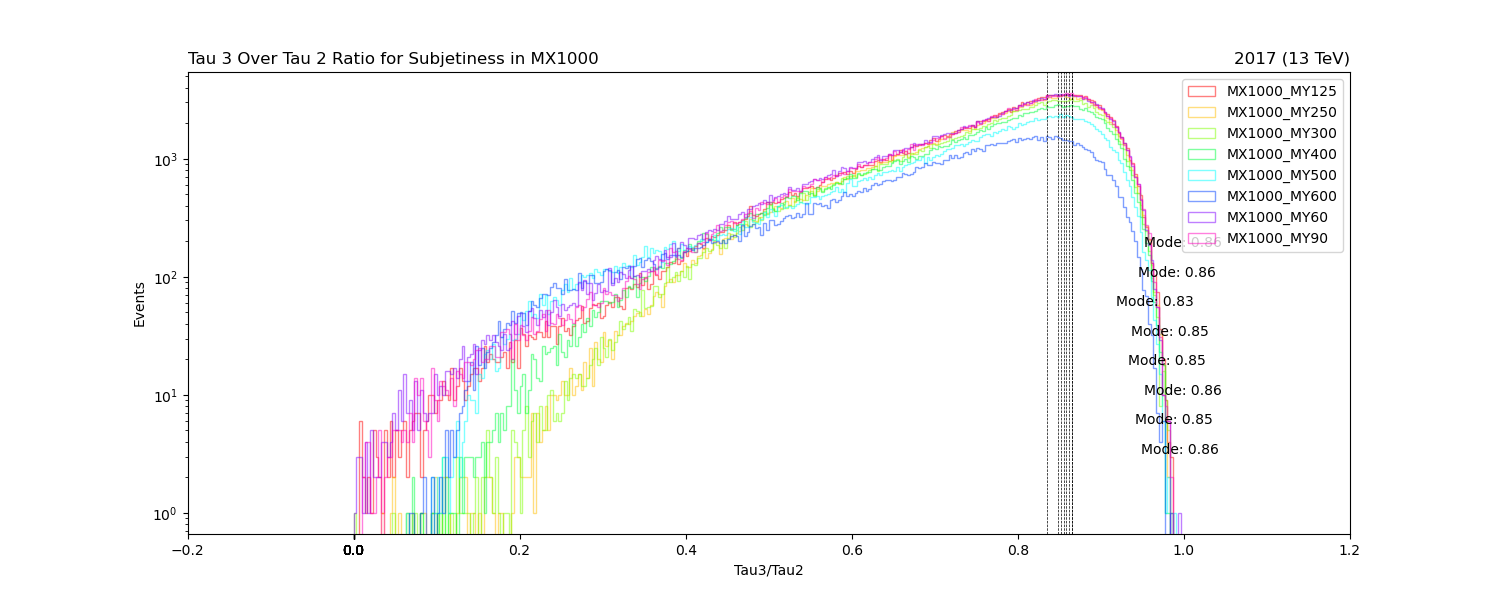 Tau 3 Over Tau 2 Ratio for Subjetiness in MX1000
2017 (13 TeV)
MX1000_MY125
MX1000_MY250
MX1000_MY300
MX1000_MY400
MX1000_MY500
MX1000_MY600
MX1000_MY60
MX1000_MY90
Mode: 0.86
Mode: 0.86
Mode: 0.83
Mode: 0.85
Mode: 0.85
Mode: 0.86
Mode: 0.85
Mode: 0.86
Events
10³
10²
10¹
10⁰
−0.2 0.0 0.2 0.4 0.6 0.8 1.0 1.2
Tau3/Tau2